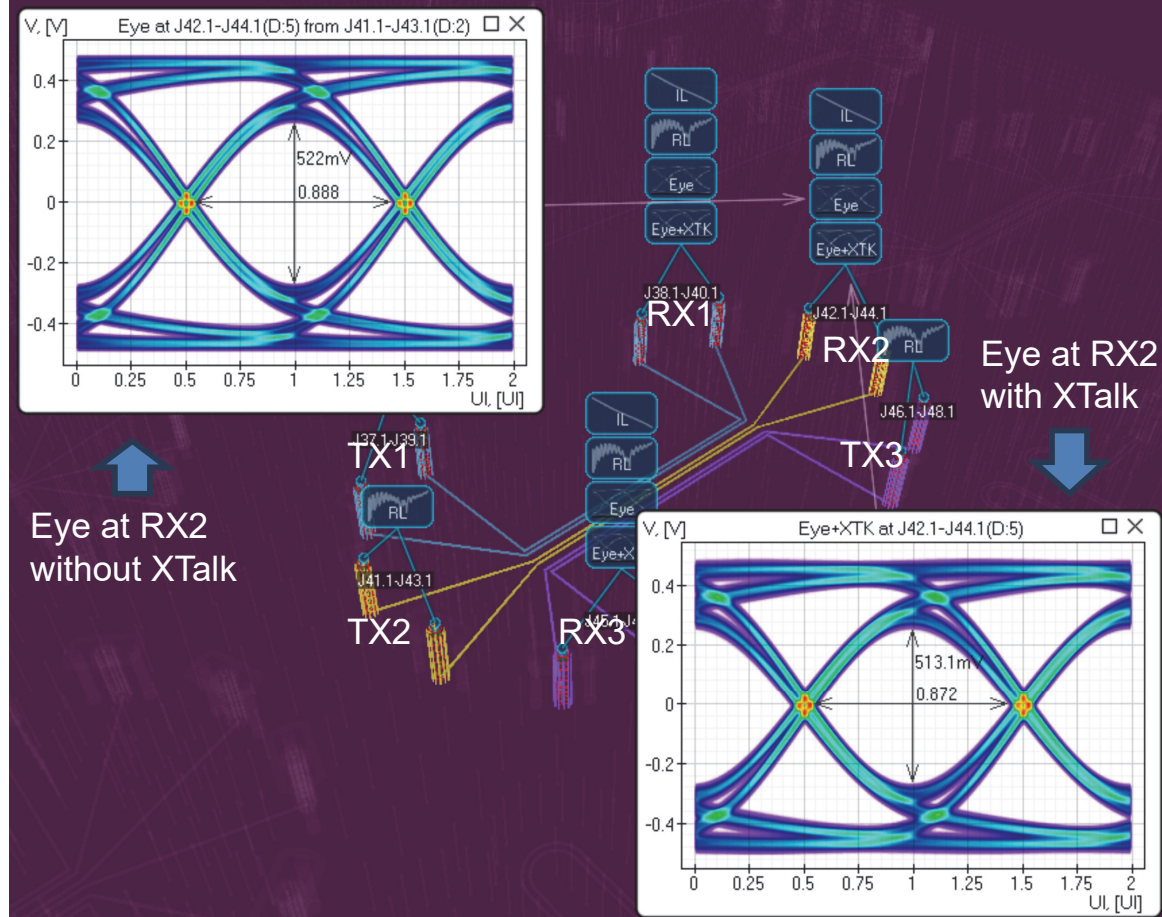 V, [V]
Eye at J42.1-J44.1(D:5) from J41.1-J43.1(D:2)
0.4
0.2
0
-0.2
-0.4
522mV
0.888
0 0.25 0.5 0.75 1 1.25 1.5 1.75 2
UI, [UI]
IL
RL
Eye
Eye+XTK
J38.1-J40.1
RX1
IL
RL
Eye
Eye+XTK
J42.1-J44.1
RX2
RL
J46.1-J48.1
TX3
Eye at RX2
with XTalk
J37.1-J39.1
TX1
RL
J41.1-J43.1
TX2
Eye at RX2
without XTalk
IL
RL
Eye
RX3
V, [V]
Eye+XTK at J42.1-J44.1(D:5)
0.4
0.2
0
-0.2
-0.4
513.1mV
0.872
0 0.25 0.5 0.75 1 1.25 1.5 1.75 2
UI, [UI]